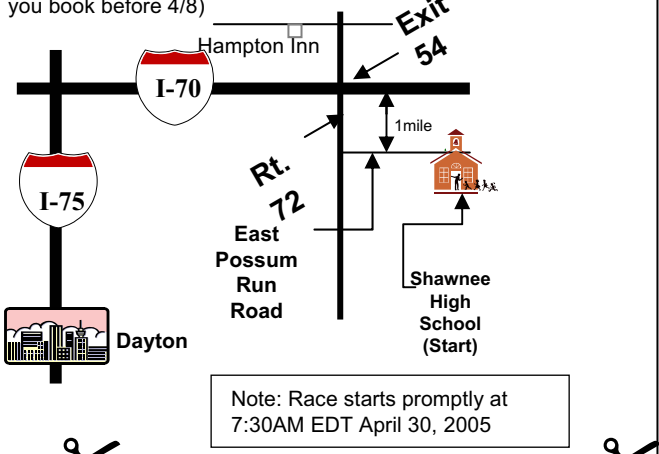 you book before 4/8)
Hampton Inn
Exit
54
I-70
1mile
Rt.
72
I-75
East
Possum
Run
Road
Shawnee
High
School
(Start)
Dayton
Note: Race starts promptly at
7:30AM EDT April 30, 2005